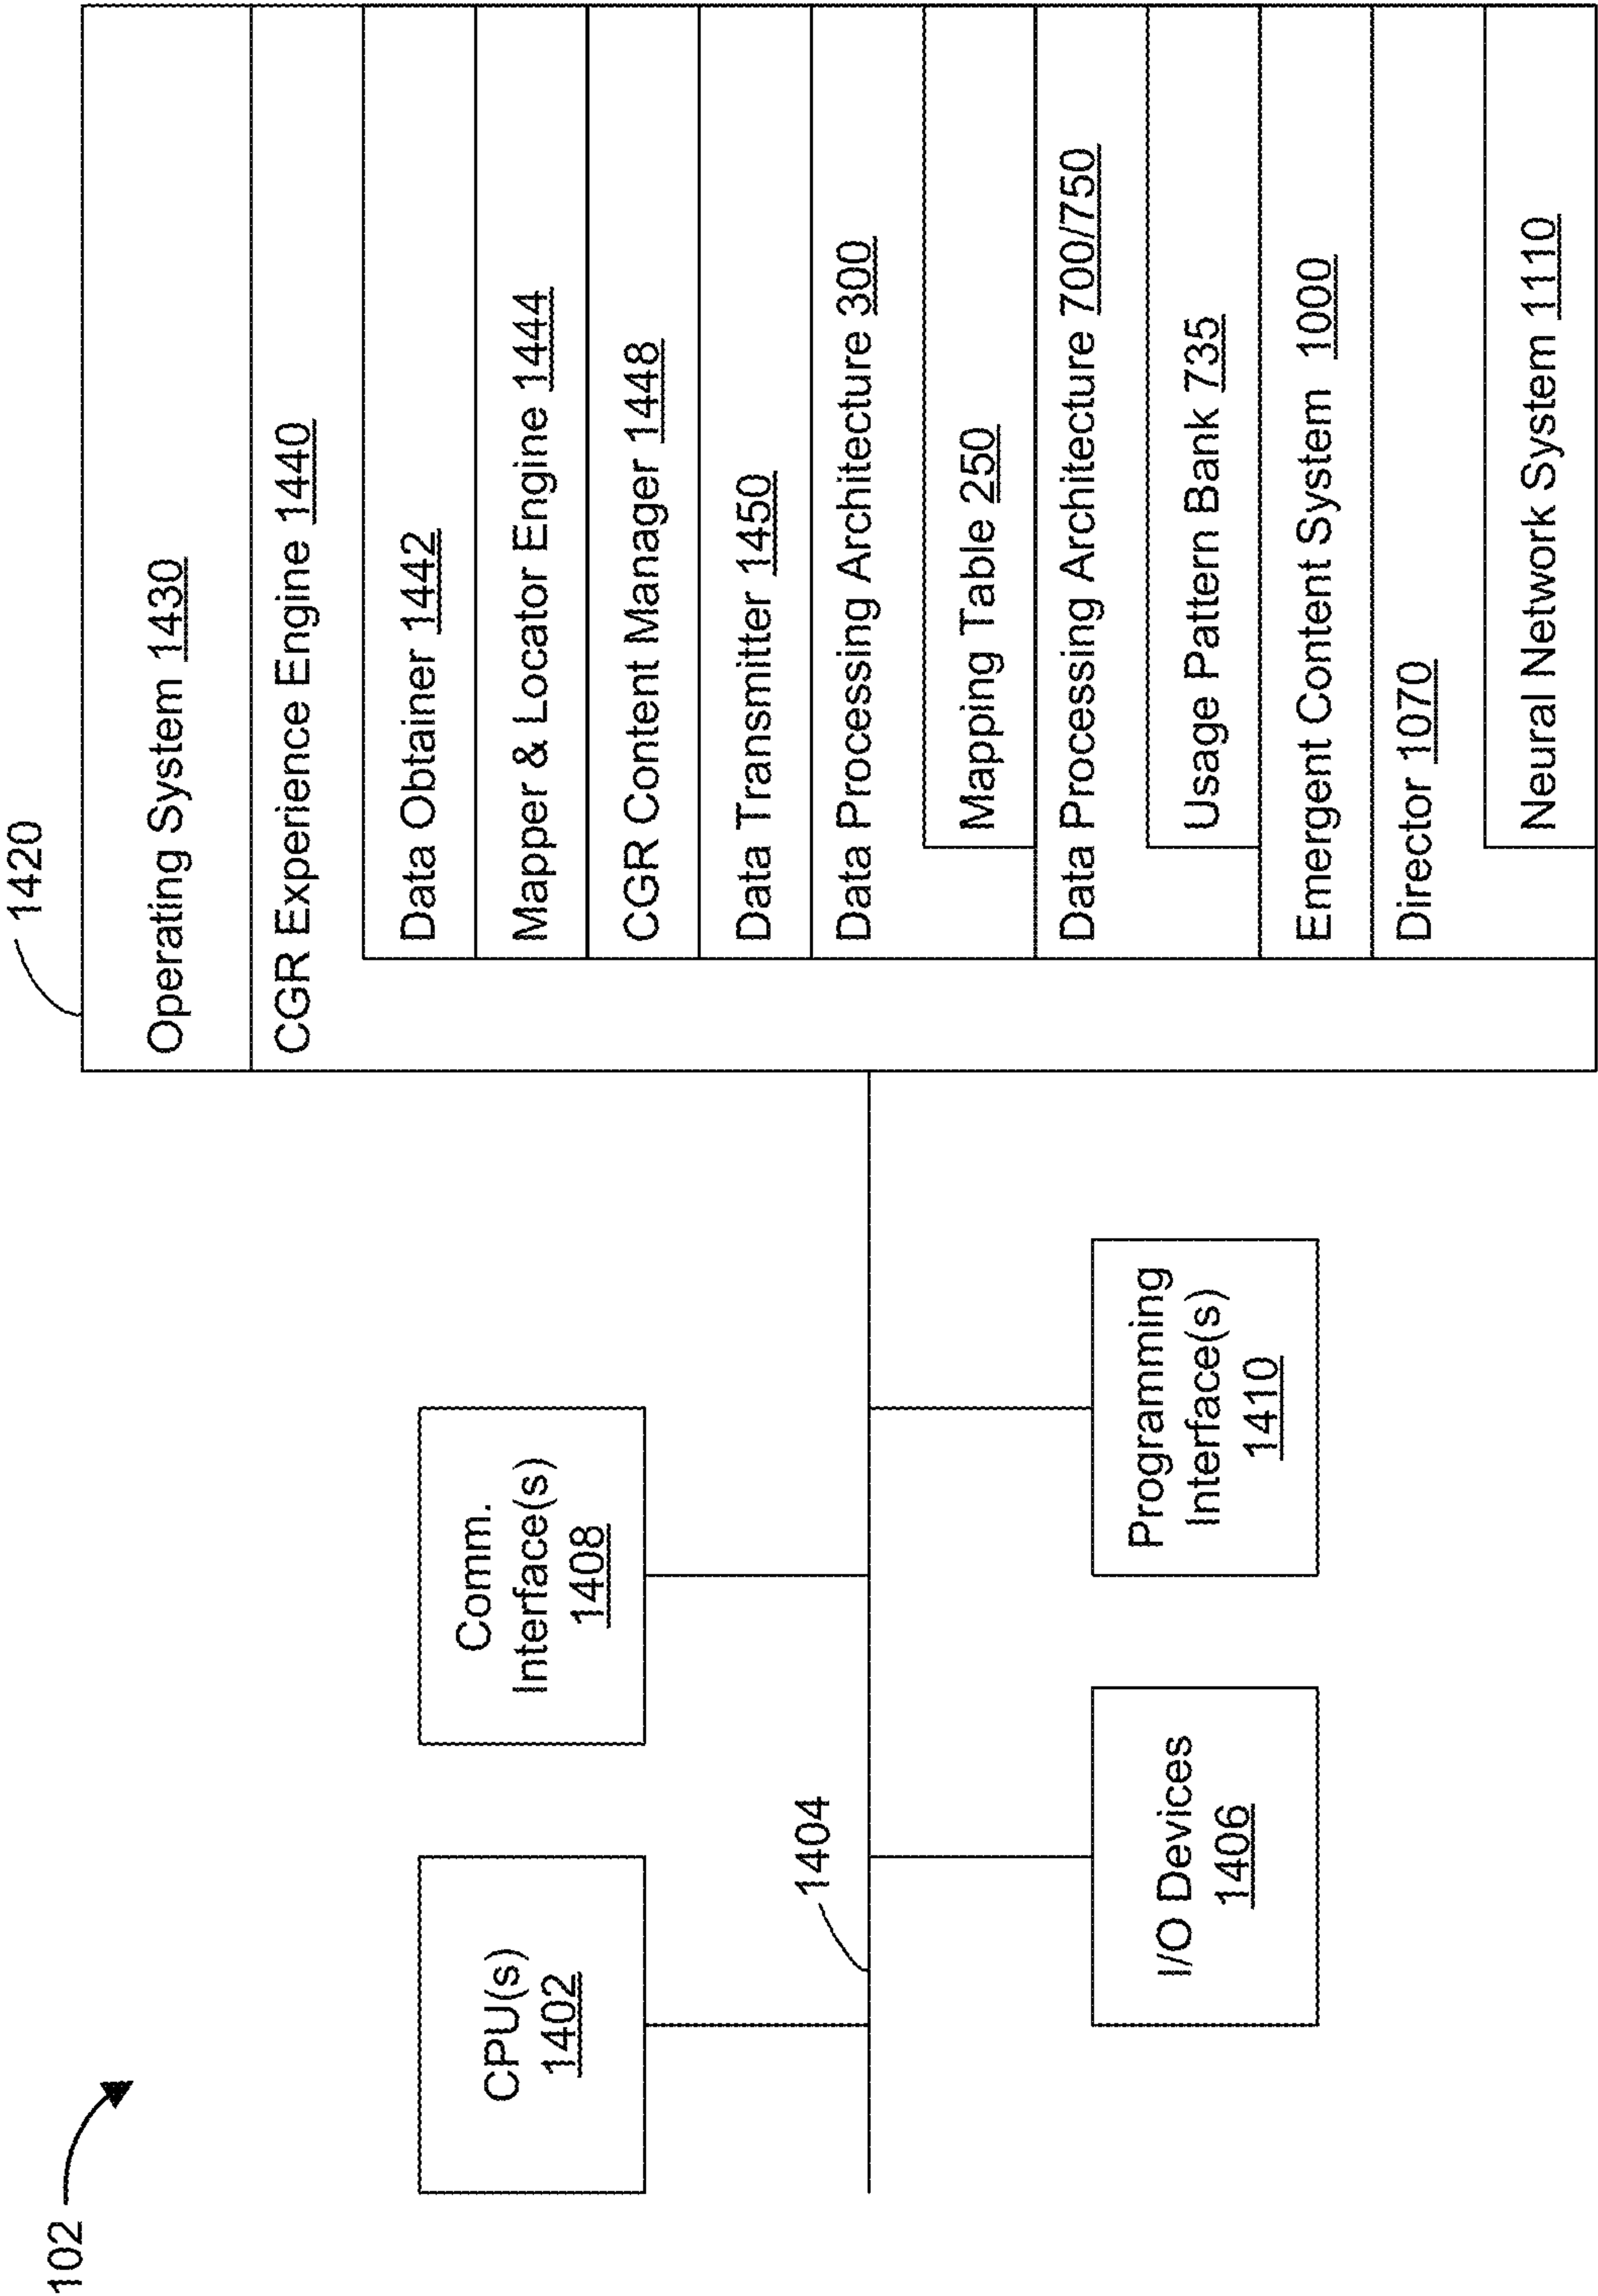 102
1420
CPU(s)
1402
Comm.
Interface(s)
1408
1404
I/O Devices
1406
Programming
Interface(s)
1410
Operating System 1430
CGR Experience Engine 1440
Data Obtainer 1442
Mapper & Locator Engine 1444
CGR Content Manager 1448
Data Transmitter 1450
Data Processing Architecture 300
Mapping Table 250
Data Processing Architecture 700/750
Usage Pattern Bank 735
Emergent Content System 1000
Director 1070
Neural Network System 1110